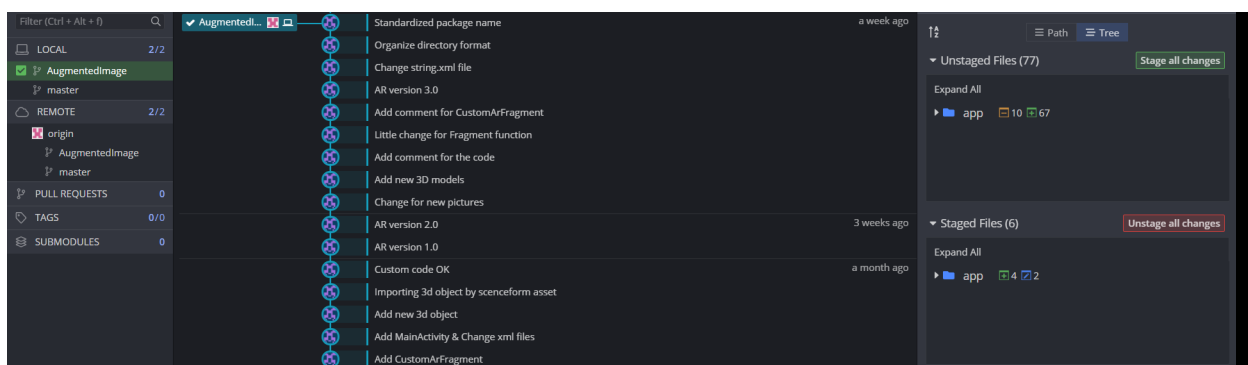 Filter (Ctrl + Alt + f)
LOCAL 2/2
AugmentedImage
master
REMOTE 2/2
origin
AugmentedImage
master
PULL REQUESTS 0
TAGS 0/0
SUBMODULES 0
AugmentedI...
Standardized package name a week ago
Organize directory format
Change string.xml file
AR version 3.0
Add comment for CustomArFragment
Little change for Fragment function
Add comment for the code
Add new 3D models
Change for new pictures
AR version 2.0 3 weeks ago
AR version 1.0
Custom code OK a month ago
Importing 3d object by scenceform asset
Add new 3d object
Add MainActivity & Change xml files
Add CustomArFragment
Path Tree
Unstaged Files (77) Stage all changes
Expand All
app 10 67
Staged Files (6) Unstage all changes
Expand All
app 4 2